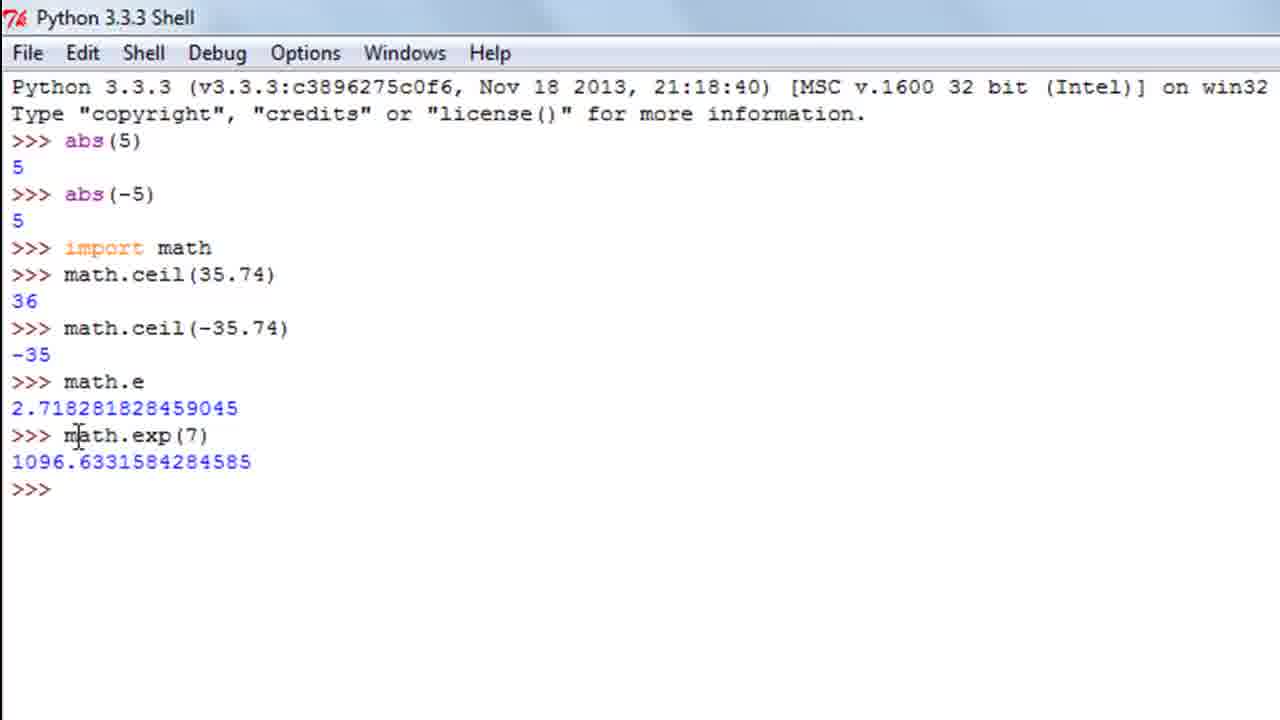 Python 3.3.3 Shell
File Edit Shell Debug Options Windows Help
Python 3.3.3 (v3.3.3:c3896275c0f6, Nov 18 2013, 21:18:40) [MSC v.1600 32 bit (Intel)] on win32
Type "copyright", "credits" or "license()" for more information.
>>> abs(5)
5
>>> abs(-5)
5
>>> import math
>>> math.ceil(35.74)
36
>>> math.ceil(-35.74)
-35
>>> math.e
2.718281828459045
>>> math.exp(7)
1096.6331584284585
>>>